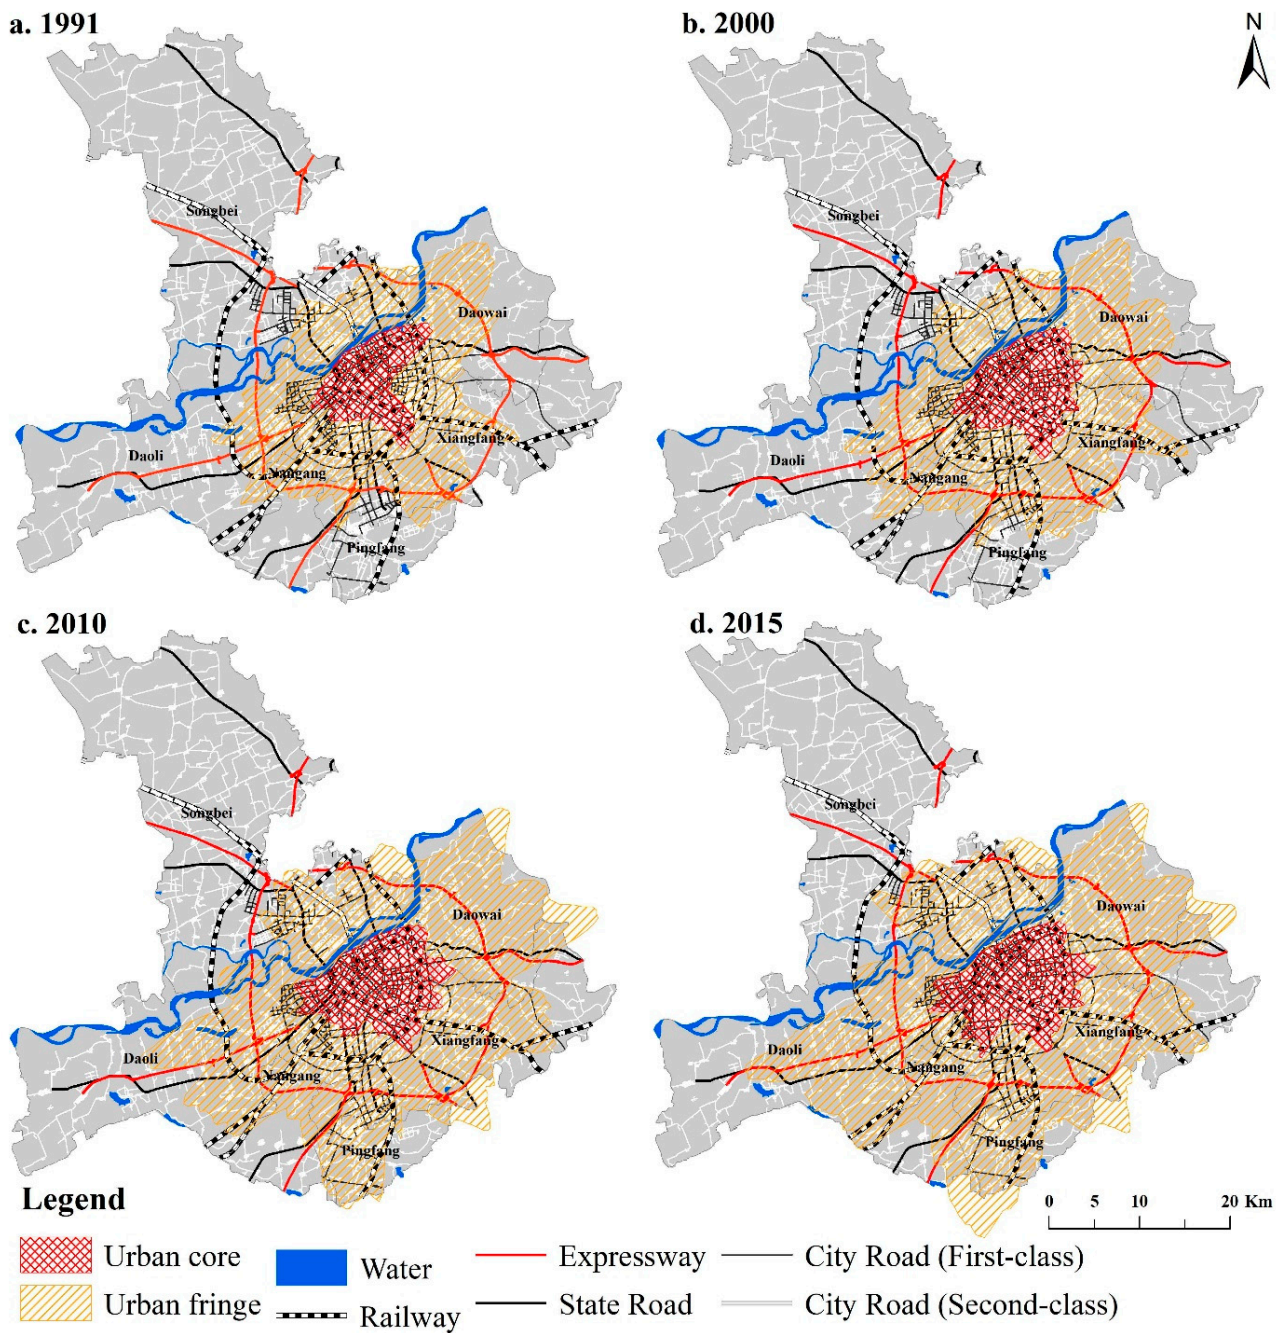 a. 1991
b. 2000
N
Songbei
Daowai
Xiangfang
Daoli
Nangang
Pingfang
Songbei
Daowai
Xiangfang
Daoli
Nangang
Pingfang
c. 2010
d. 2015
Songbei
Daowai
Xiangfang
Daoli
Nangang
Pingfang
Songbei
Daowai
Xiangfang
Daoli
Nangang
Pingfang
Legend
0 5 10 20 Km
Urban core
Water
Expressway
City Road (First-class)
Urban fringe
Railway
State Road
City Road (Second-class)